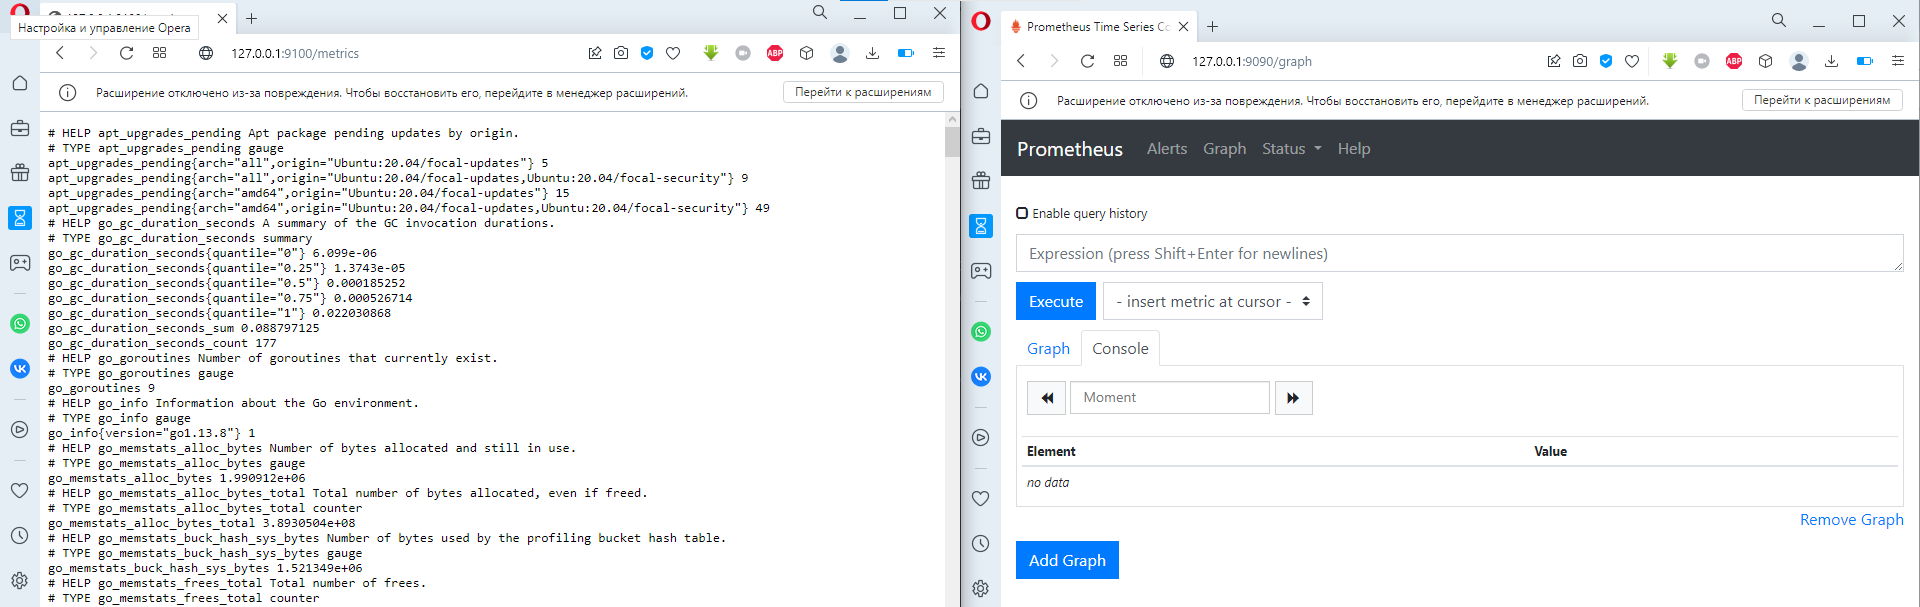 Настройка и управление Opera
127.0.0.1:9100/metrics
ABP
Расширение отключено из-за повреждения. Чтобы восстановить его, перейдите в менеджер расширений.
Перейти к расширениям
# HELP apt_upgrades_pending Apt package pending updates by origin.
# TYPE apt_upgrades_pending gauge
apt_upgrades_pending{arch="all",origin="Ubuntu:20.04/focal-updates"} 5
apt_upgrades_pending{arch="all",origin="Ubuntu:20.04/focal-updates,Ubuntu:20.04/focal-security"} 9
apt_upgrades_pending{arch="amd64",origin="Ubuntu:20.04/focal-updates"} 15
apt_upgrades_pending{arch="amd64",origin="Ubuntu:20.04/focal-updates,Ubuntu:20.04/focal-security"} 49
# HELP go_gc_duration_seconds A summary of the GC invocation durations.
# TYPE go_gc_duration_seconds summary
go_gc_duration_seconds{quantile="0"} 6.099e-06
go_gc_duration_seconds{quantile="0.25"} 1.3743e-05
go_gc_duration_seconds{quantile="0.5"} 0.000185252
go_gc_duration_seconds{quantile="0.75"} 0.000526714
go_gc_duration_seconds{quantile="1"} 0.022030868
go_gc_duration_seconds_sum 0.088797125
go_gc_duration_seconds_count 177
# HELP go_goroutines Number of goroutines that currently exist.
# TYPE go_goroutines gauge
go_goroutines 9
# HELP go_info Information about the Go environment.
# TYPE go_info gauge
go_info{version="go1.13.8"} 1
# HELP go_memstats_alloc_bytes Number of bytes allocated and still in use.
# TYPE go_memstats_alloc_bytes gauge
go_memstats_alloc_bytes 1.990912e+06
# HELP go_memstats_alloc_bytes_total Total number of bytes allocated, even if freed.
# TYPE go_memstats_alloc_bytes_total counter
go_memstats_alloc_bytes_total 3.8930504e+08
# HELP go_memstats_buck_hash_sys_bytes Number of bytes used by the profiling bucket hash table.
# TYPE go_memstats_buck_hash_sys_bytes gauge
go_memstats_buck_hash_sys_bytes 1.521349e+06
# HELP go_memstats_frees_total Total number of frees.
# TYPE go_memstats_frees_total counter
Prometheus Time Series Co
127.0.0.1:9090/graph
ABP
Расширение отключено из-за повреждения. Чтобы восстановить его, перейдите в менеджер расширений.
Перейти к расширениям
Prometheus Alerts Graph Status Help
Enable query history
Expression (press Shift+Enter for newlines)
Execute - insert metric at cursor -
Graph Console
Moment
Element Value
no data
Remove Graph
Add Graph